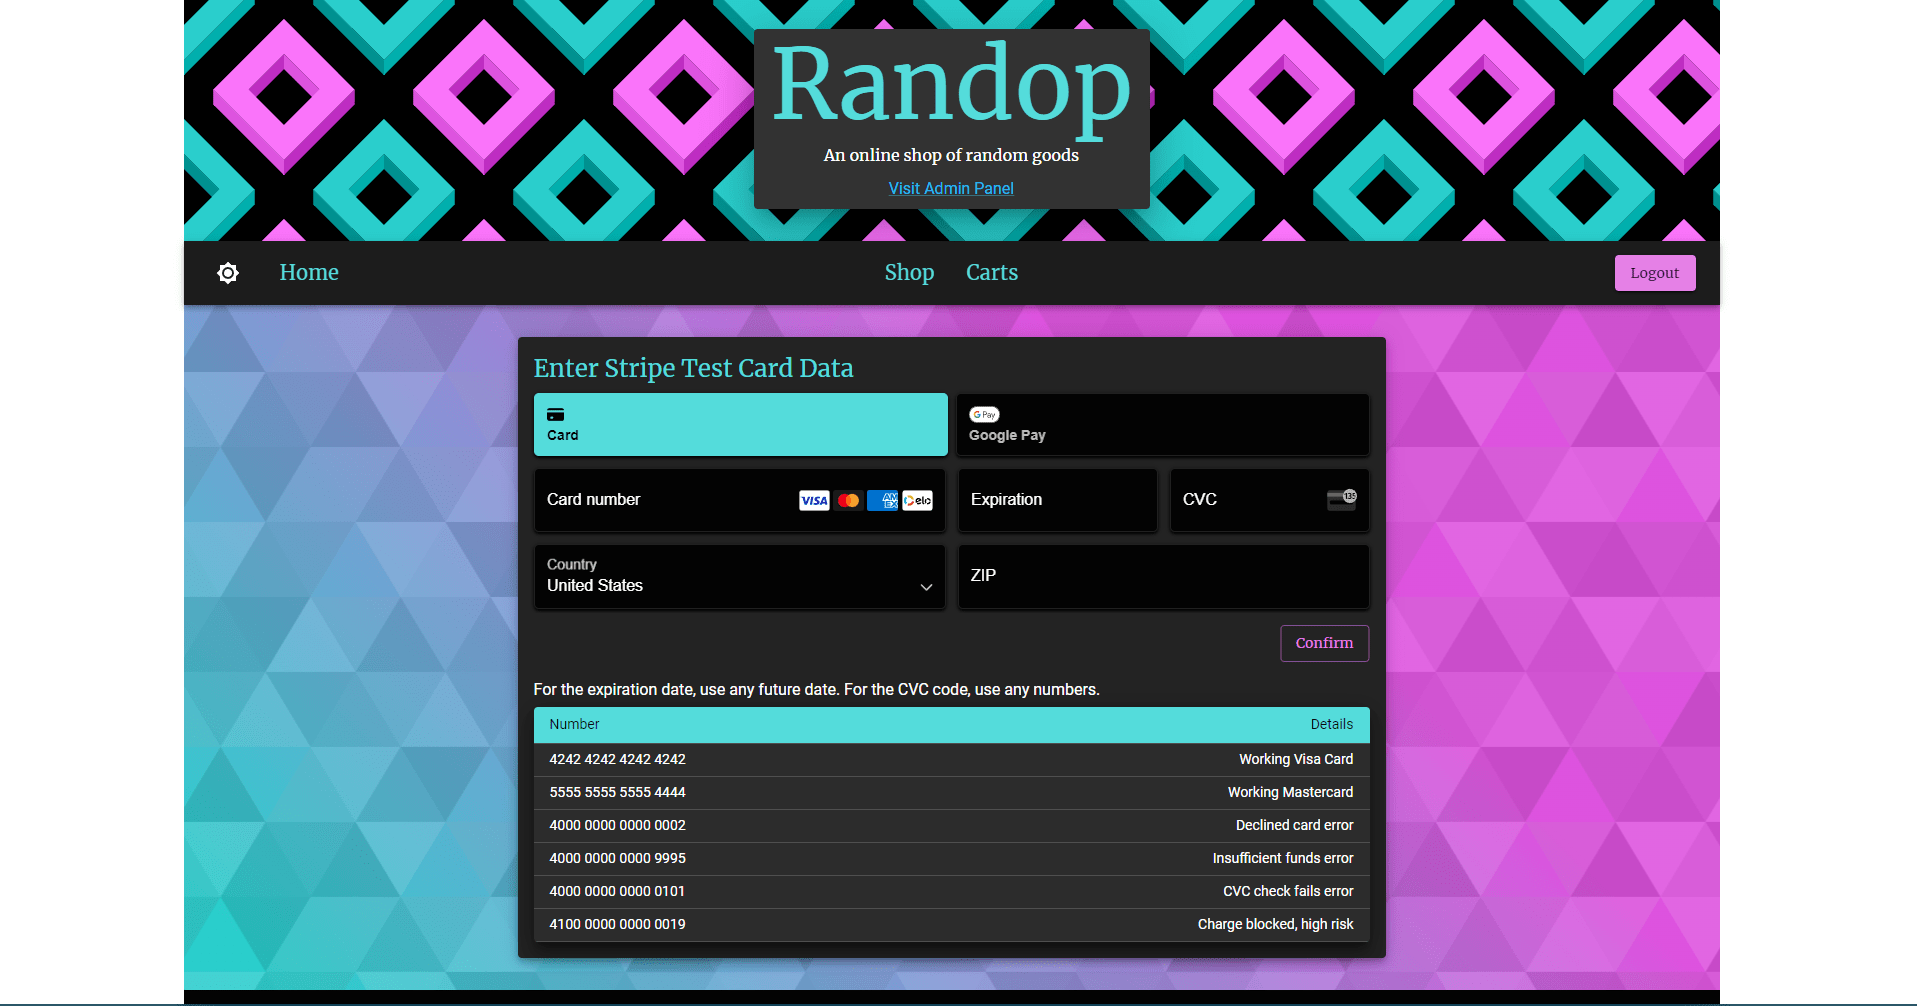 Randop
An online shop of random goods
Visit Admin Panel
Home
Shop
Carts
Logout
Enter Stripe Test Card Data
Card
G Pay
Google Pay
Card number
VISA
AM EX
elo
Expiration
CVC
135
Country
United States
ZIP
Confirm
For the expiration date, use any future date. For the CVC code, use any numbers.
Number Details
4242 4242 4242 4242 Working Visa Card
5555 5555 5555 4444 Working Mastercard
4000 0000 0000 0002 Declined card error
4000 0000 0000 9995 Insufficient funds error
4000 0000 0000 0101 CVC check fails error
4100 0000 0000 0019 Charge blocked, high risk